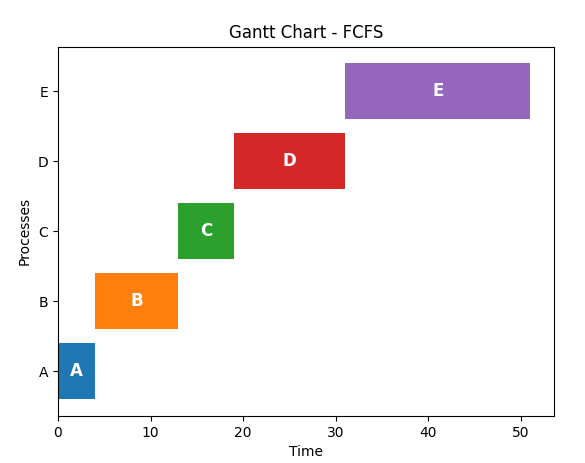 Gantt Chart - FCFS
E
E
D
D
C
C
B
B
A
A
0 10 20 30 40 50
Time
Processes